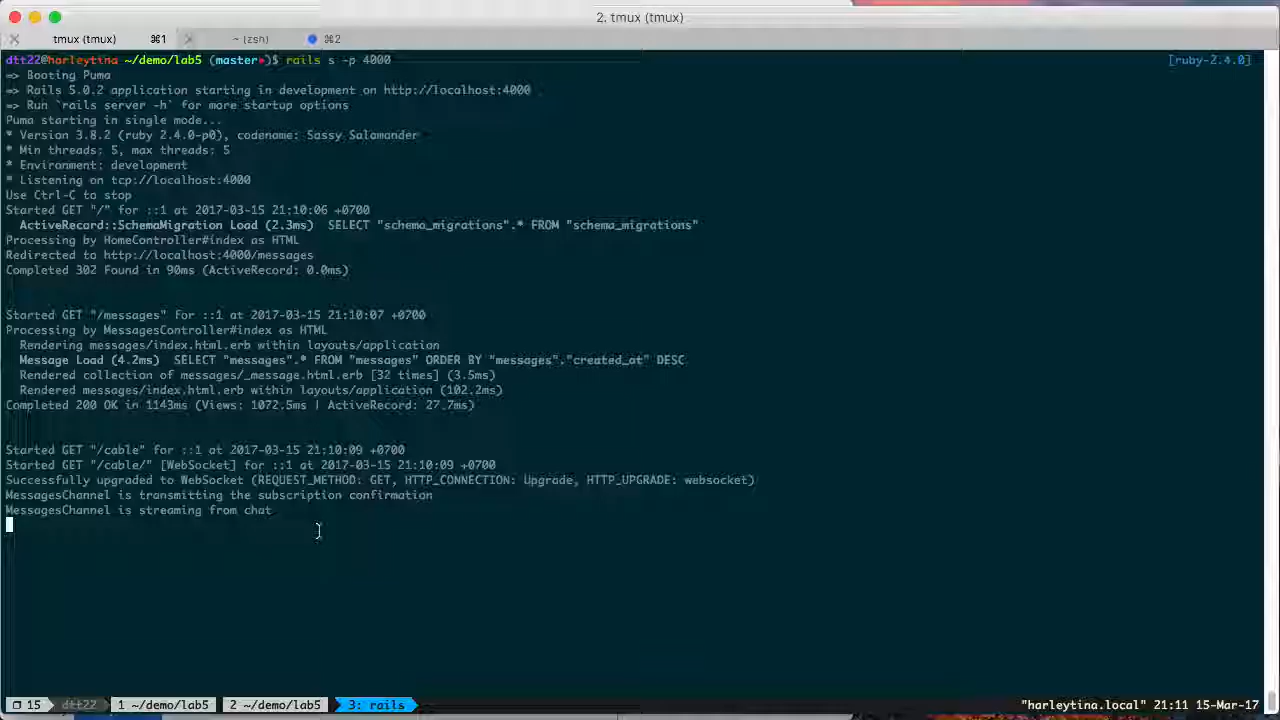 2. tmux (tmux)
tmux (tmux) ⌘1 ~ (zsh) ⌘2
dtt22@harleytina ~/demo/lab5 (master●)$ rails s -p 4000 [ruby-2.4.0]
=> Booting Puma
=> Rails 5.0.2 application starting in development on http://localhost:4000
=> Run `rails server -h` for more startup options
Puma starting in single mode...
* Version 3.8.2 (ruby 2.4.0-p0), codename: Sassy Salamander
* Min threads: 5, max threads: 5
* Environment: development
* Listening on tcp://localhost:4000
Use Ctrl-C to stop
Started GET "/" for ::1 at 2017-03-15 21:10:06 +0700
ActiveRecord::SchemaMigration Load (2.3ms) SELECT "schema_migrations".* FROM "schema_migrations"
Processing by HomeController#index as HTML
Redirected to http://localhost:4000/messages
Completed 302 Found in 90ms (ActiveRecord: 0.0ms)
Started GET "/messages" for ::1 at 2017-03-15 21:10:07 +0700
Processing by MessagesController#index as HTML
Rendering messages/index.html.erb within layouts/application
Message Load (4.2ms) SELECT "messages".* FROM "messages" ORDER BY "messages"."created_at" DESC
Rendered collection of messages/_message.html.erb [32 times] (3.5ms)
Rendered messages/index.html.erb within layouts/application (102.2ms)
Completed 200 OK in 1143ms (Views: 1072.5ms | ActiveRecord: 27.7ms)
Started GET "/cable" for ::1 at 2017-03-15 21:10:09 +0700
Started GET "/cable/" [WebSocket] for ::1 at 2017-03-15 21:10:09 +0700
Successfully upgraded to WebSocket (REQUEST_METHOD: GET, HTTP_CONNECTION: Upgrade, HTTP_UPGRADE: websocket)
MessagesChannel is transmitting the subscription confirmation
MessagesChannel is streaming from chat
15 dtt22 1 ~/demo/lab5 2 ~/demo/lab5 3: rails "harleytina.local" 21:11 15-Mar-17